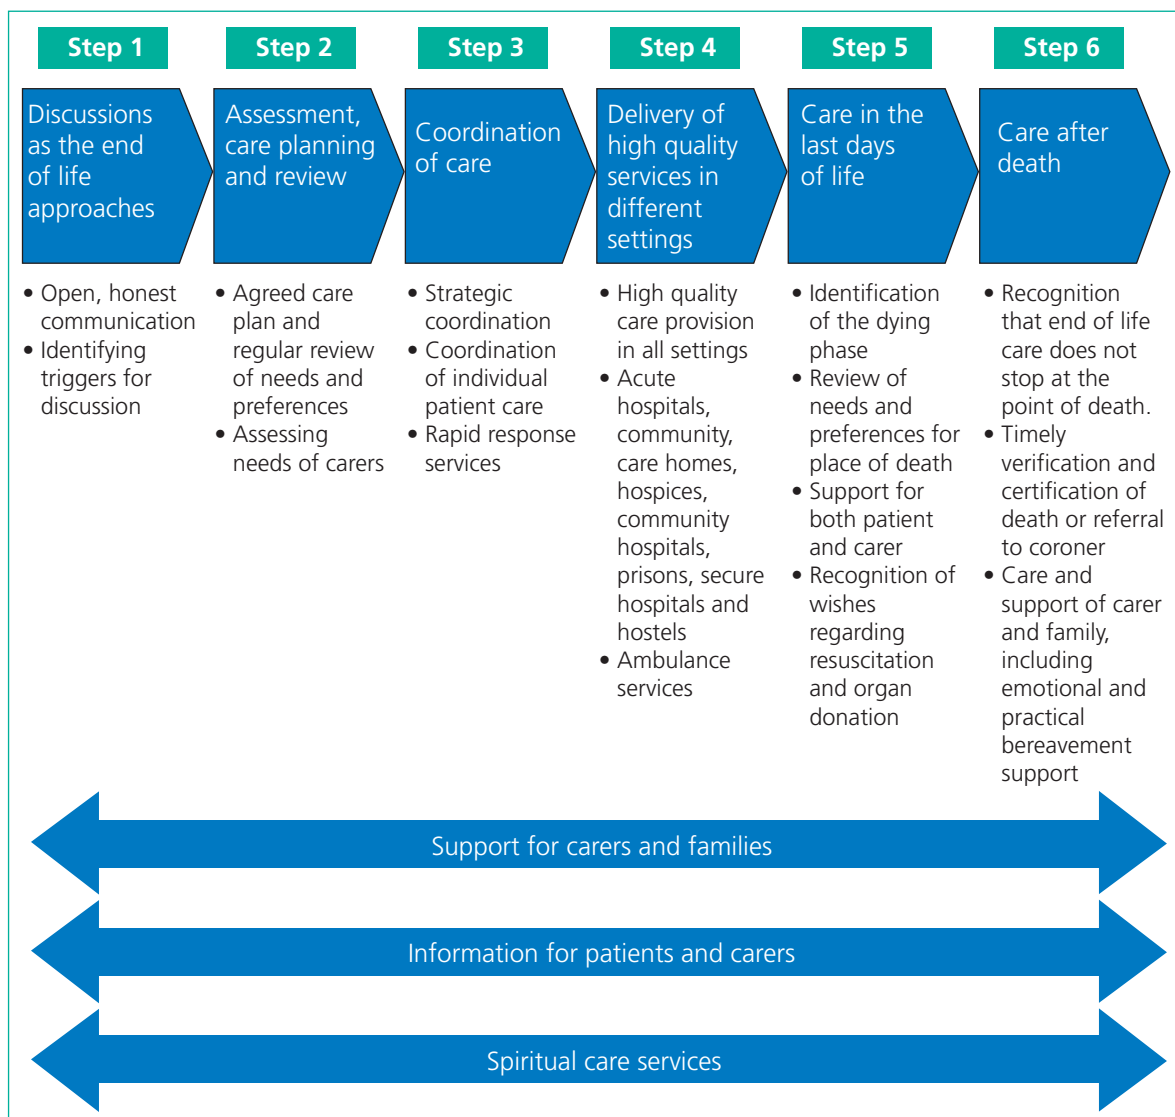 Step 1
Step 2
Step 3
Step 4
Step 5
Step 6
Discussions
as the end
of life
approaches
Assessment,
care planning
and review
Coordination
of care
Delivery of
high quality
services in
different
settings
Care in the
last days
of life
Care after
death
• Open, honest
communication
• Identifying
triggers for
discussion
• Agreed care
plan and
regular review
of needs and
preferences
• Assessing
needs of carers
• Strategic
coordination
• Coordination
of individual
patient care
• Rapid response
services
• High quality
care provision
in all settings
• Acute
hospitals,
community,
care homes,
hospices,
community
hospitals,
prisons, secure
hospitals and
hostels
• Ambulance
services
• Identification
of the dying
phase
• Review of
needs and
preferences for
place of death
• Support for
both patient
and carer
• Recognition of
wishes
regarding
resuscitation
and organ
donation
• Recognition
that end of life
care does not
stop at the
point of death.
• Timely
verification and
certification of
death or referral
to coroner
• Care and
support of carer
and family,
including
emotional and
practical
bereavement
support
Support for carers and families
Information for patients and carers
Spiritual care services